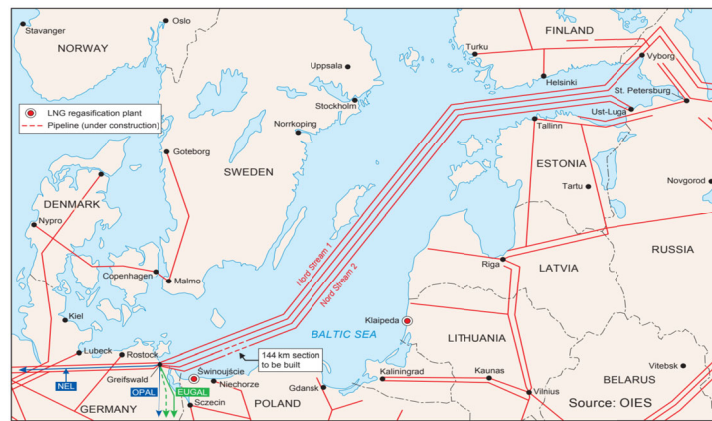 Stavanger
Oslo
NORWAY
Uppsala
Stockholm
Norrkoping
LNG regasification plant
Pipeline (under construction)
Goteborg
SWEDEN
DENMARK
Nypro
Copenhagen
Malmo
Kiel
Lubeck
Rostock
NEL
Greifswald
OPAL
EUGAL
GERMANY
Świnoujście
Niechorze
Sczecin
POLAND
Gdansk
144 km section
to be built
BALTIC SEA
Nord Stream 1
Nord Stream 2
Turku
FINLAND
Helsinki
Vyborg
St. Petersburg
Ust-Luga
Tallinn
ESTONIA
Tartu
Novgorod
RUSSIA
Riga
LATVIA
Klaipeda
LITHUANIA
Kaliningrad
Kaunas
Vilnius
BELARUS
Vitebsk
Source: OIES